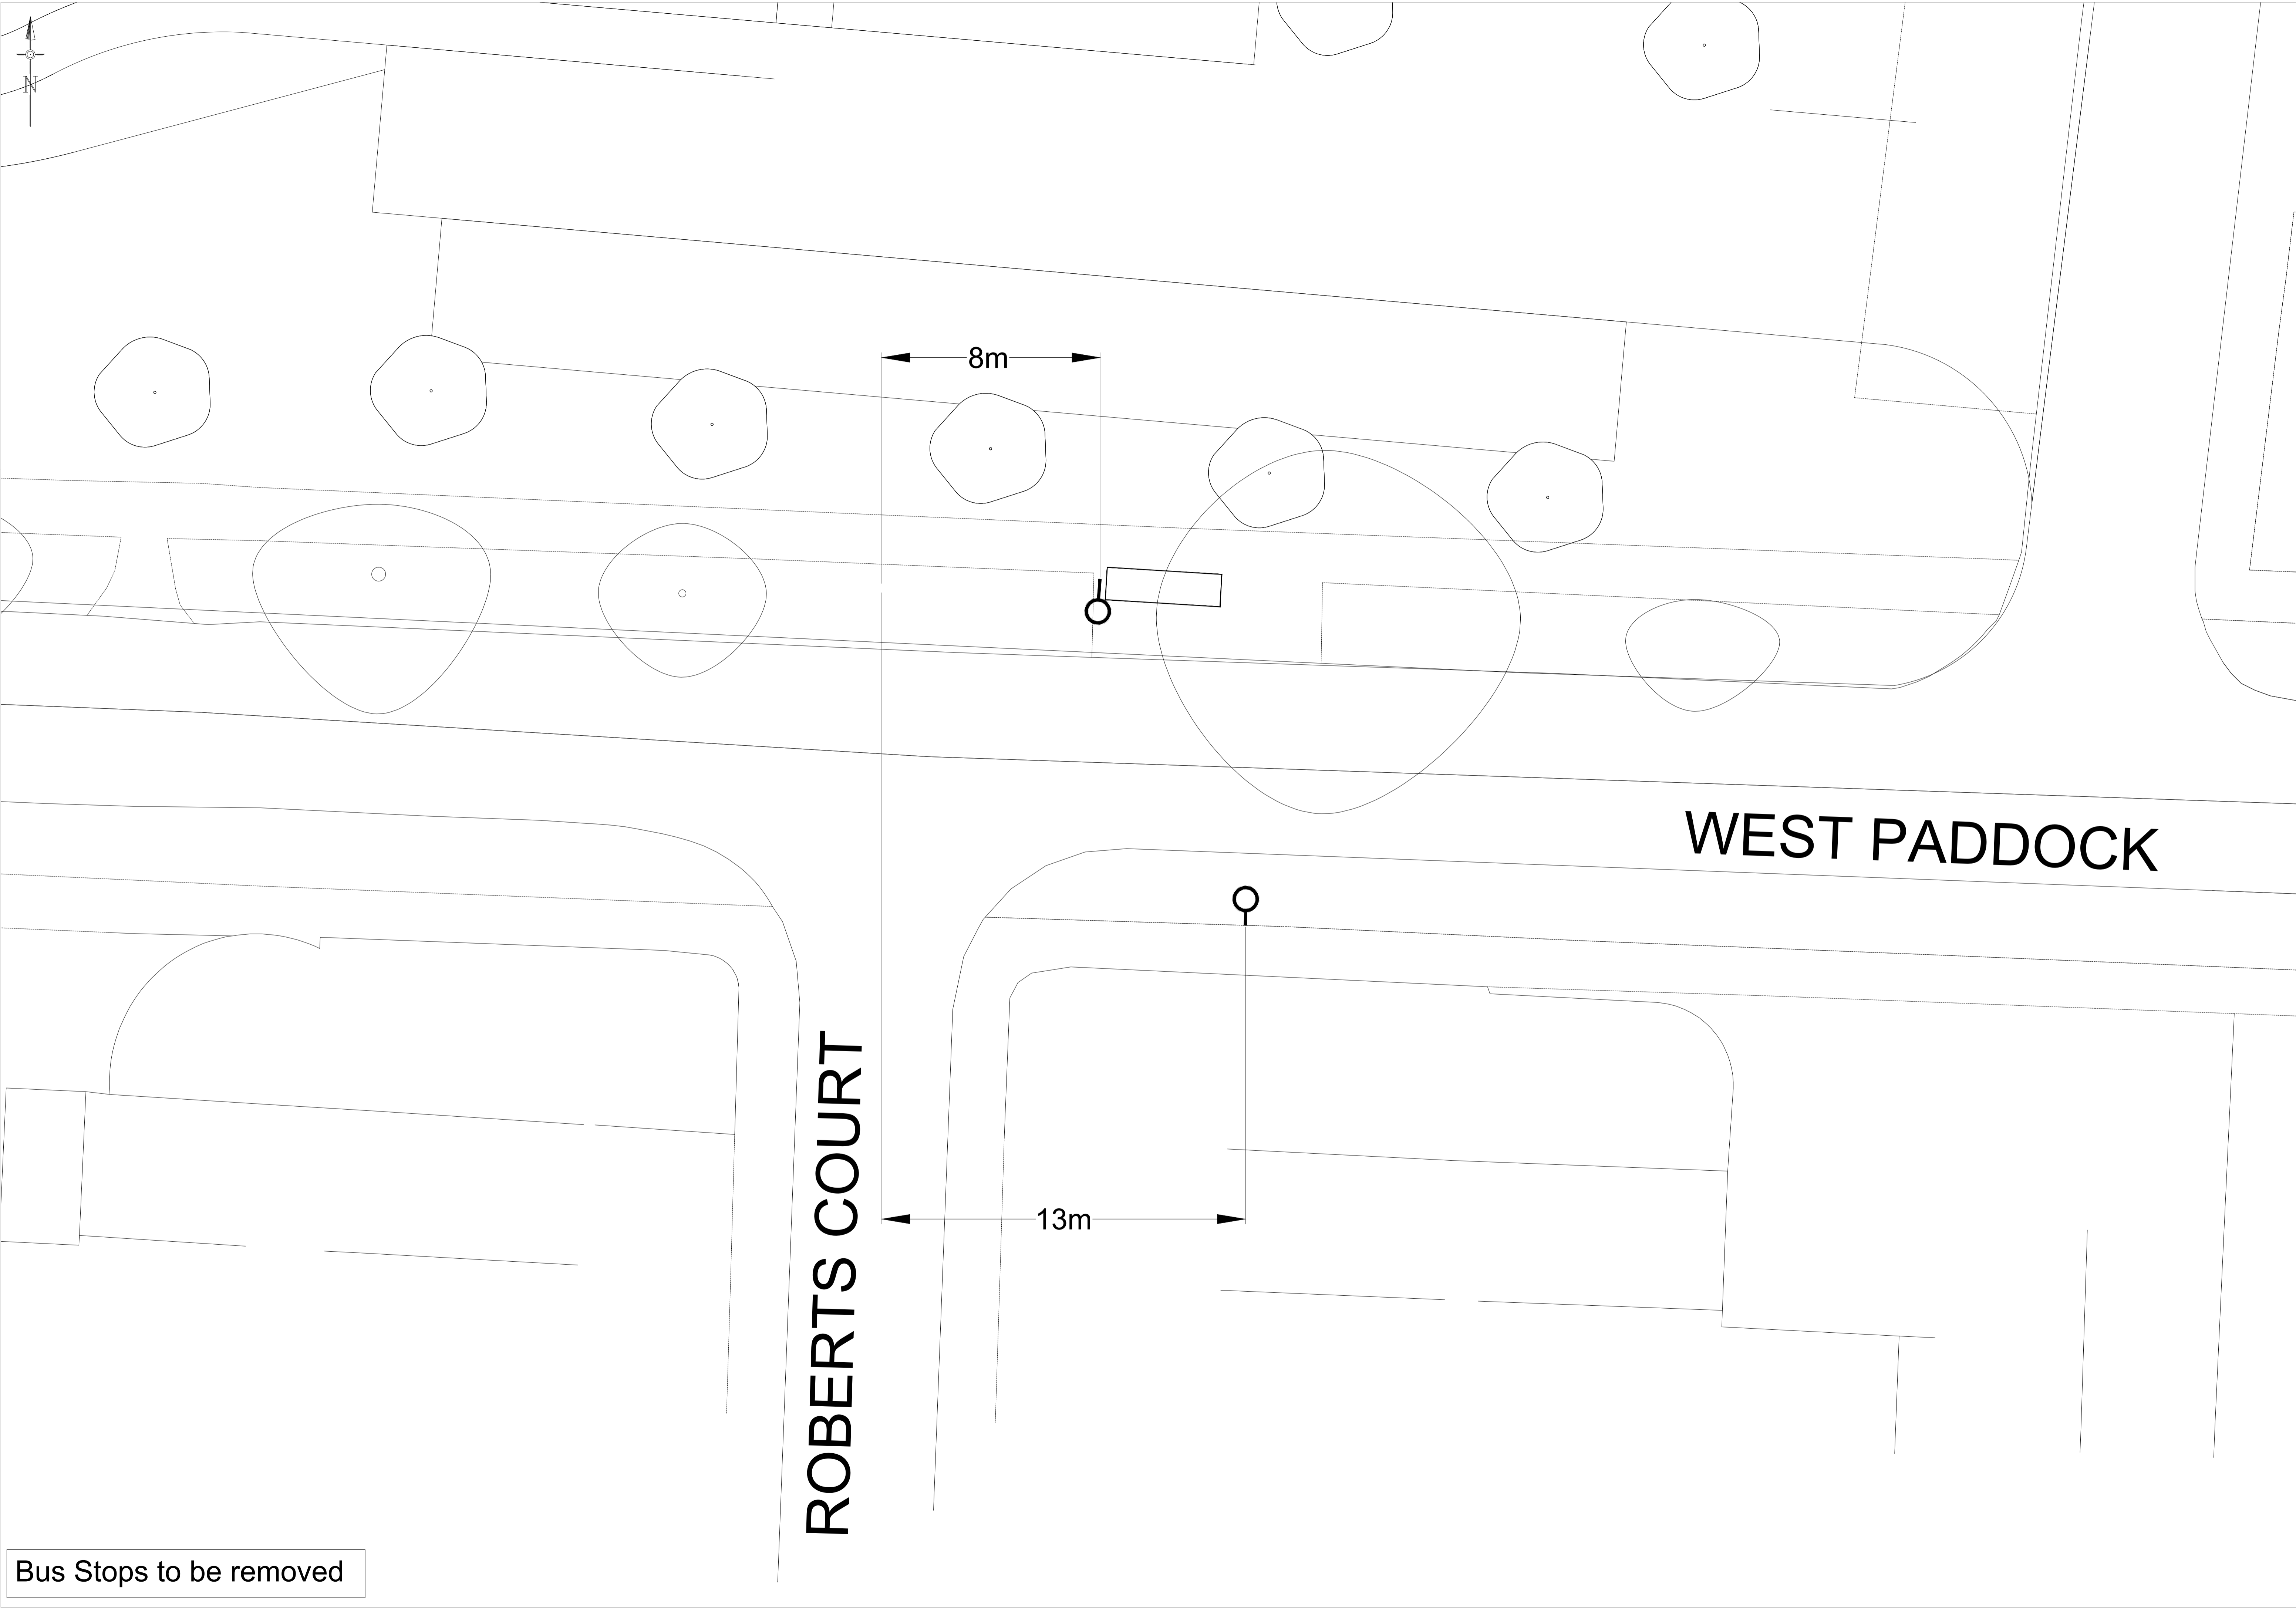 N
8m
WEST PADDOCK
ROBERTS COURT
13m
Bus Stops to be removed